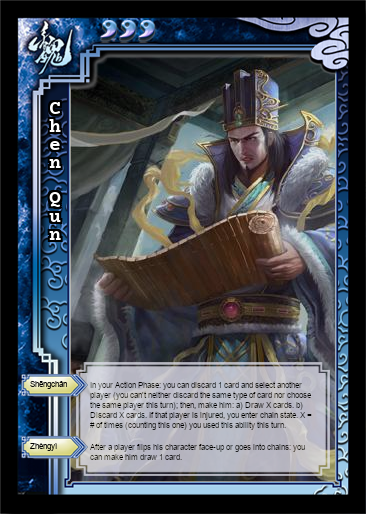 魏
Chen Qun
Shēngchǎn
In your Action Phase: you can discard 1 card and select another
player (you can't neither discard the same type of card nor choose
the same player this turn); then, make him: a) Draw X cards. b)
Discard X cards. If that player is injured, you enter chain state. X =
# of times (counting this one) you used this ability this turn.
Zhèngyì
After a player flips his character face-up or goes into chains: you
can make him draw 1 card.